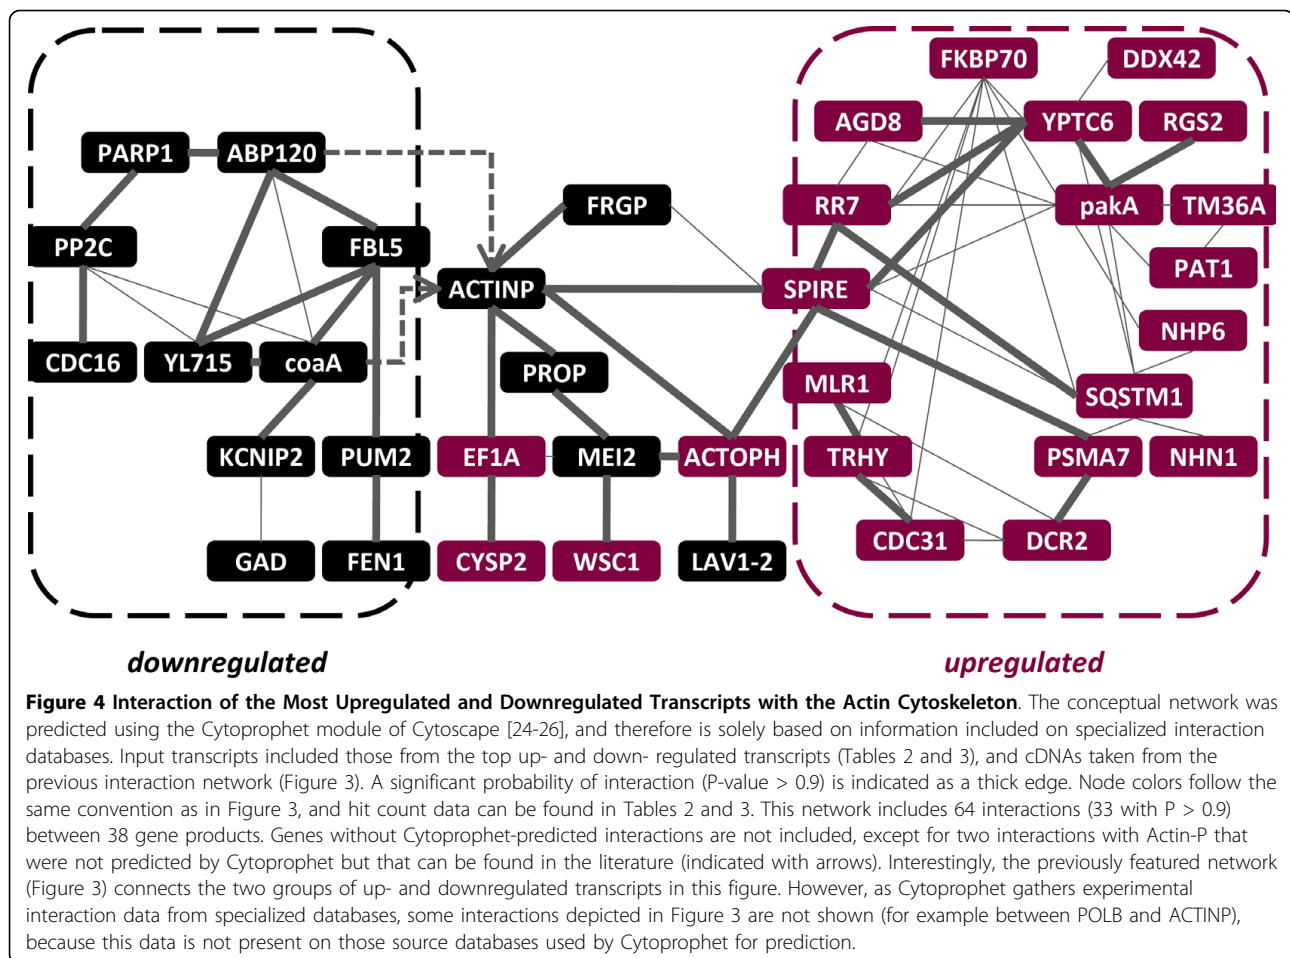 FKBP70
DDX42
AGD8
YPTC6
RGS2
PARP1
ABP120
FRGP
RR7
pakA
TM36A
PP2C
FBL5
ACTINP
SPIRE
PAT1
NHP6
CDC16
YL715
coaA
PROP
MLR1
SQSTM1
KCNIP2
PUM2
EF1A
MEI2
ACTOPH
TRHY
PSMA7
NHN1
CDC31
DCR2
GAD
FEN1
CYSP2
WSC1
LAV1-2
downregulated
upregulated
Figure 4 Interaction of the Most Upregulated and Downregulated Transcripts with the Actin Cytoskeleton. The conceptual network was
predicted using the Cytoprophet module of Cytoscape [24-26], and therefore is solely based on information included on specialized interaction
databases. Input transcripts included those from the top up- and down- regulated transcripts (Tables 2 and 3), and cDNAs taken from the
previous interaction network (Figure 3). A significant probability of interaction (P-value > 0.9) is indicated as a thick edge. Node colors follow the
same convention as in Figure 3, and hit count data can be found in Tables 2 and 3. This network includes 64 interactions (33 with P > 0.9)
between 38 gene products. Genes without Cytoprophet-predicted interactions are not included, except for two interactions with Actin-P that
were not predicted by Cytoprophet but that can be found in the literature (indicated with arrows). Interestingly, the previously featured network
(Figure 3) connects the two groups of up- and downregulated transcripts in this figure. However, as Cytoprophet gathers experimental
interaction data from specialized databases, some interactions depicted in Figure 3 are not shown (for example between POLB and ACTINP),
because this data is not present on those source databases used by Cytoprophet for prediction.